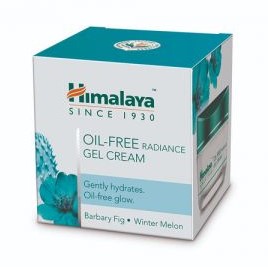 Himalaya
SINCE 1930
OIL-FREE RADIANCE
GEL CREAM
Gently hydrates.
Oil-free glow.
Barbary Fig • Winter Melon